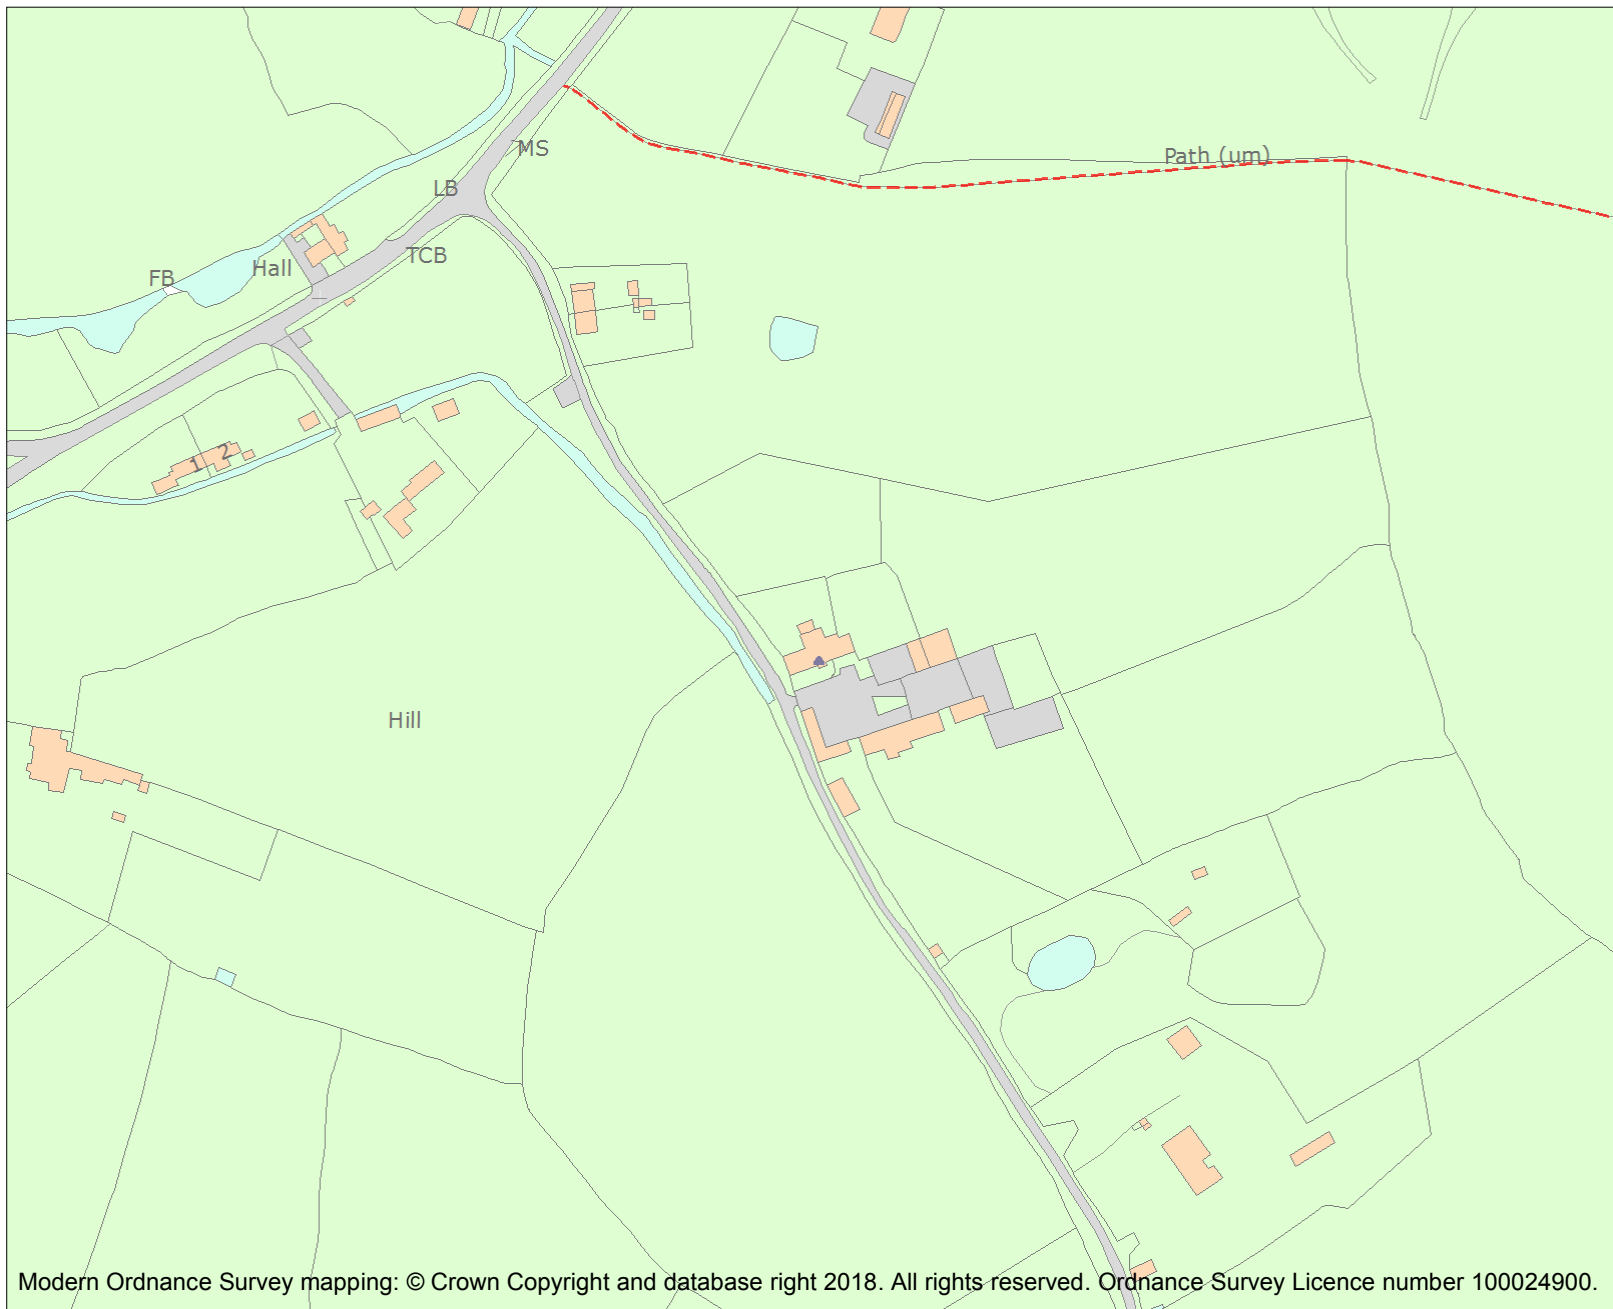 MS
Path (um)
LB
TCB
Hall
FB
1
2
Hill
Modern Ordnance Survey mapping: © Crown Copyright and database right 2018. All rights reserved. Ordnance Survey Licence number 100024900.